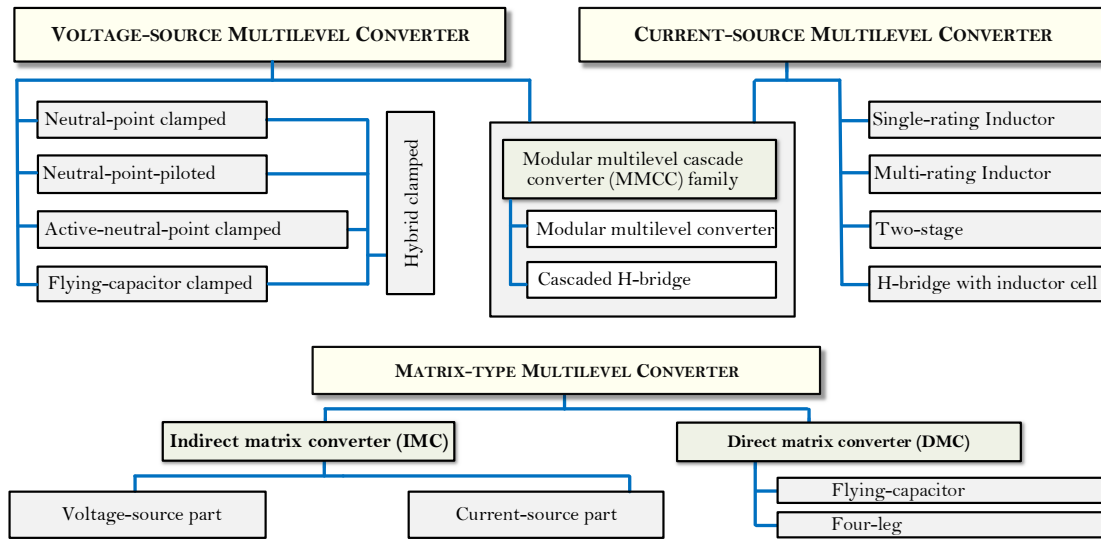 VOLTAGE-SOURCE MULTILEVEL CONVERTER
Neutral-point clamped
Neutral-point-piloted
Active-neutral-point clamped
Flying-capacitor clamped
Hybrid clamped
Modular multilevel cascade
converter (MMCC) family
Modular multilevel converter
Cascaded H-bridge
CURRENT-SOURCE MULTILEVEL CONVERTER
Single-rating Inductor
Multi-rating Inductor
Two-stage
H-bridge with inductor cell
MATRIX-TYPE MULTILEVEL CONVERTER
Indirect matrix converter (IMC)
Voltage-source part
Current-source part
Direct matrix converter (DMC)
Flying-capacitor
Four-leg